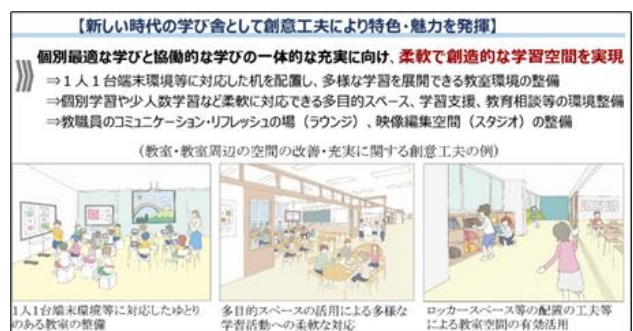 【新しい時代の学び舎として創意工夫により特色・魅力を発揮】
個別最適な学びと協働的な学びの一体的な充実に向け、柔軟で創造的な学習空間を実現
⇒1人1台端末環境等に対応した机を配置し、多様な学習を展開できる教室環境の整備
⇒個別学習や少人数学習など柔軟に対応できる多目的スペース、学習支援、教育相談等の環境整備
⇒教職員のコミュニケーション・リフレッシュの場（ラウンジ）、映像編集空間（スタジオ）の整備
(教室・教室周辺の空間の改善・充実に関する創意工夫の例)
1人1台端末環境等に対応したゆとり
のある教室の整備
多目的スペースの活用による多様な
学習活動への柔軟な対応
ロッカースペース等の配置の工夫等
による教室空間の有効活用